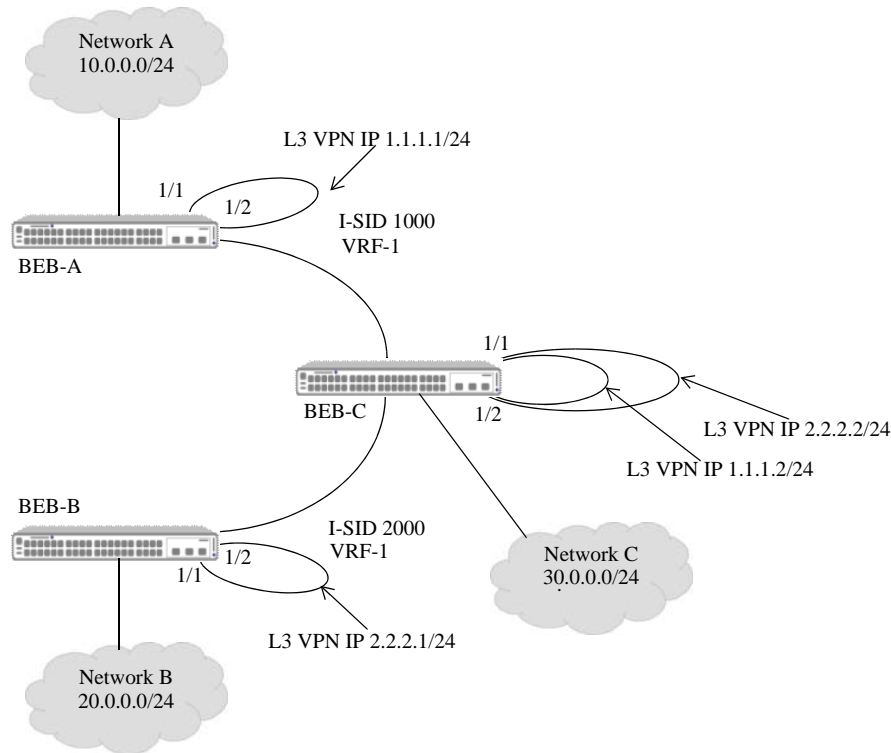 Network A
10.0.0.0/24
L3 VPN IP 1.1.1.1/24
1/1
1/2
I-SID 1000
VRF-1
BEB-A
1/1
BEB-C
1/2
L3 VPN IP 2.2.2.2/24
L3 VPN IP 1.1.1.2/24
BEB-B
I-SID 2000
VRF-1
1/2
1/1
Network C
30.0.0.0/24
L3 VPN IP 2.2.2.1/24
Network B
20.0.0.0/24